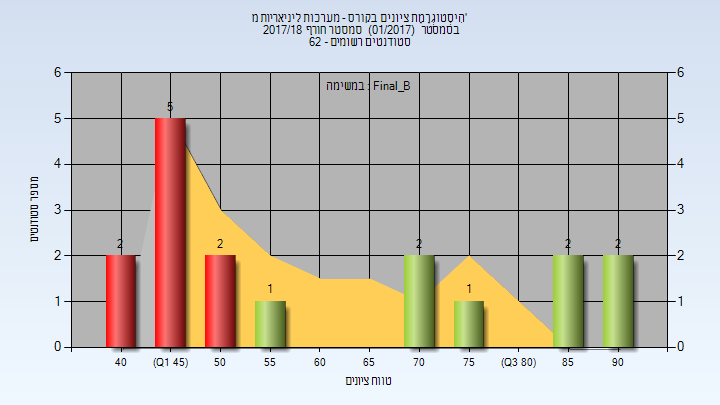 היסטוגרמת ציונים בקורס - מערכות ליניאריות מ'
בסמסטר (01/2017) סמסטר חורף 2017/18
סטודנטים רשומים - 62
במשימה : Final_B
6 6
5 5 5
4 4
3 3
2 2 2 2 2 2 2
1 1 1 1
0 0
40 (Q1 45) 50 55 60 65 70 75 (Q3 80) 85 90
מספר סטודנטים
טווח ציונים